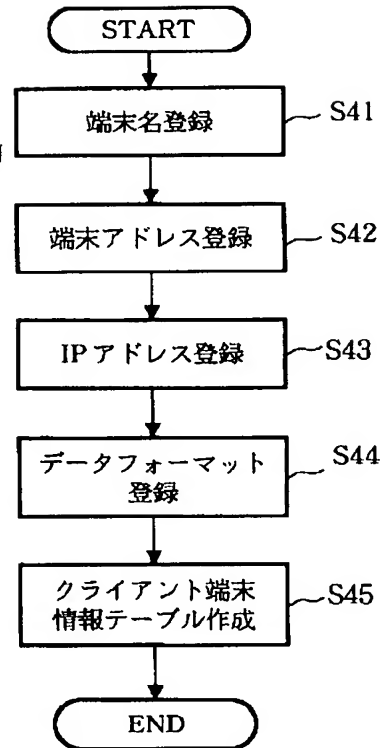 START
端末名登録
S41
端末アドレス登録
S42
IPアドレス登録
S43
データフォーマット
登録
S44
クライアント端末
情報テーブル作成
S45
END